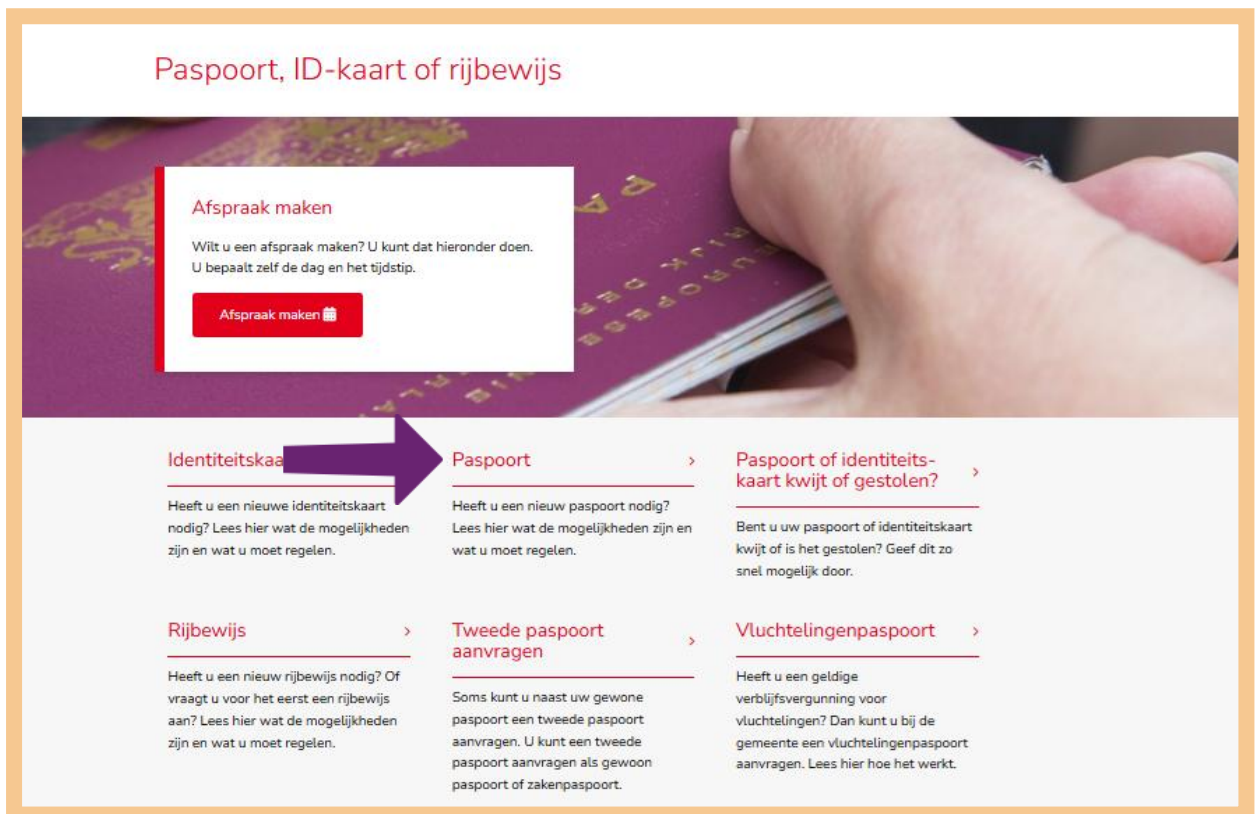 Paspoort, ID-kaart of rijbewijs
Afspraak maken
Wilt u een afspraak maken? U kunt dat hieronder doen.
U bepaalt zelf de dag en het tijdstip.
Afspraak maken
Paspoort
Heeft u een nieuwe identiteitskaart
nodig? Lees hier wat de mogelijkheden
zijn en wat u moet regelen.
Heeft u een nieuw paspoort nodig?
Lees hier wat de mogelijkheden zijn en
wat u moet regelen.
Paspoort of identiteits-
kaart kwijt of gestolen?
Bent u uw paspoort of identiteitskaart
kwijt of is het gestolen? Geef dit zo
snel mogelijk door.
Rijbewijs
Heeft u een nieuw rijbewijs nodig? Of
vraagt u voor het eerst een rijbewijs
aan? Lees hier wat de mogelijkheden
zijn en wat u moet regelen.
Tweede paspoort
aanvragen
Soms kunt u naast uw gewone
paspoort een tweede paspoort
aanvragen. U kunt een tweede
paspoort aanvragen als gewoon
paspoort of zakenpaspoort.
Vluchtelingenpaspoort
Heeft u een geldige
verblijfsvergunning voor
vluchtelingen? Dan kunt u bij de
gemeente een vluchtelingenpaspoort
aanvragen. Lees hier hoe het werkt.